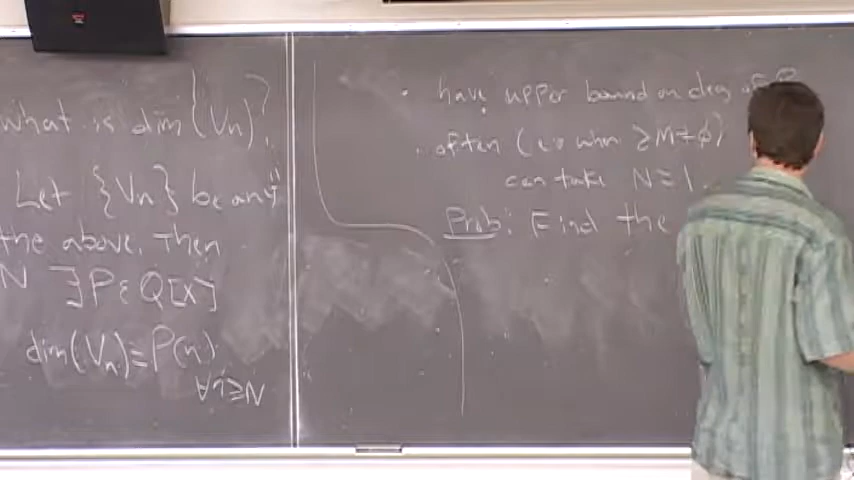 what is dim(Vn)?
Let {Vn} be any
the above. Then
N ∃P∈Q[x]
dim(Vn)=P(n)
∀n≥N
• have upper bound on deg of P
• often (e.g. when ∂M≠∅)
can take N=1.
Prob: Find the